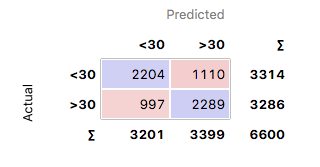 Predicted
<30 >30 Σ
Actual
<30 2204 1110 3314
>30 997 2289 3286
Σ 3201 3399 6600